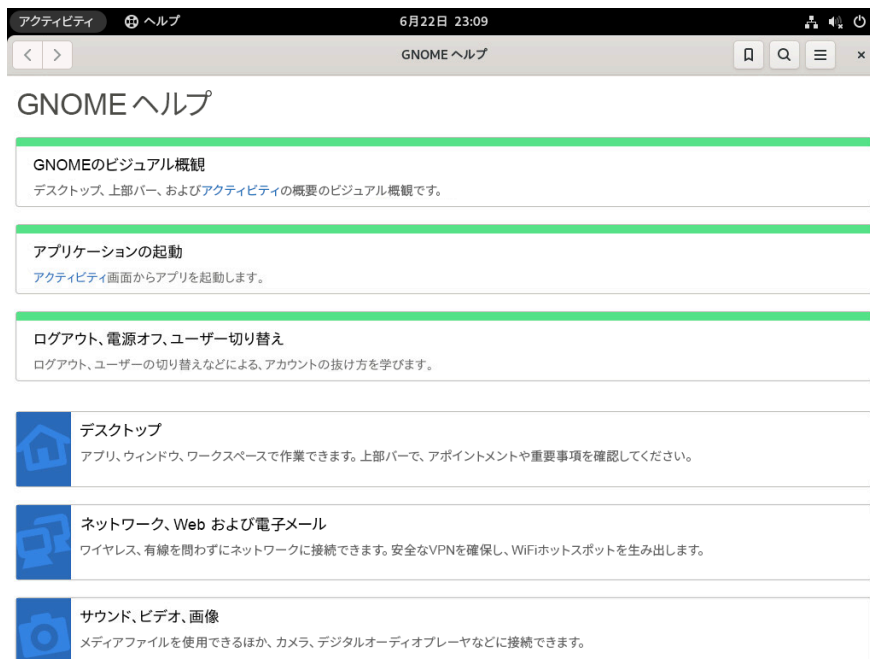 アクティビティ
ヘルプ
6月22日 23:09
GNOME ヘルプ
GNOME ヘルプ
GNOMEのビジュアル概観
デスクトップ、上部バー、およびアクティビティの概要のビジュアル概観です。
アプリケーションの起動
アクティビティ画面からアプリを起動します。
ログアウト、電源オフ、ユーザー切り替え
ログアウト、ユーザーの切り替えなどによる、アカウントの抜け方を学びます。
デスクトップ
アプリ、ウィンドウ、ワークスペースで作業できます。上部バーで、アポイントメントや重要事項を確認してください。
ネットワーク、Web および電子メール
ワイヤレス、有線を問わずにネットワークに接続できます。安全なVPNを確保し、WiFiホットスポットを生み出します。
サウンド、ビデオ、画像
メディアファイルを使用できるほか、カメラ、デジタルオーディオプレーヤなどに接続できます。